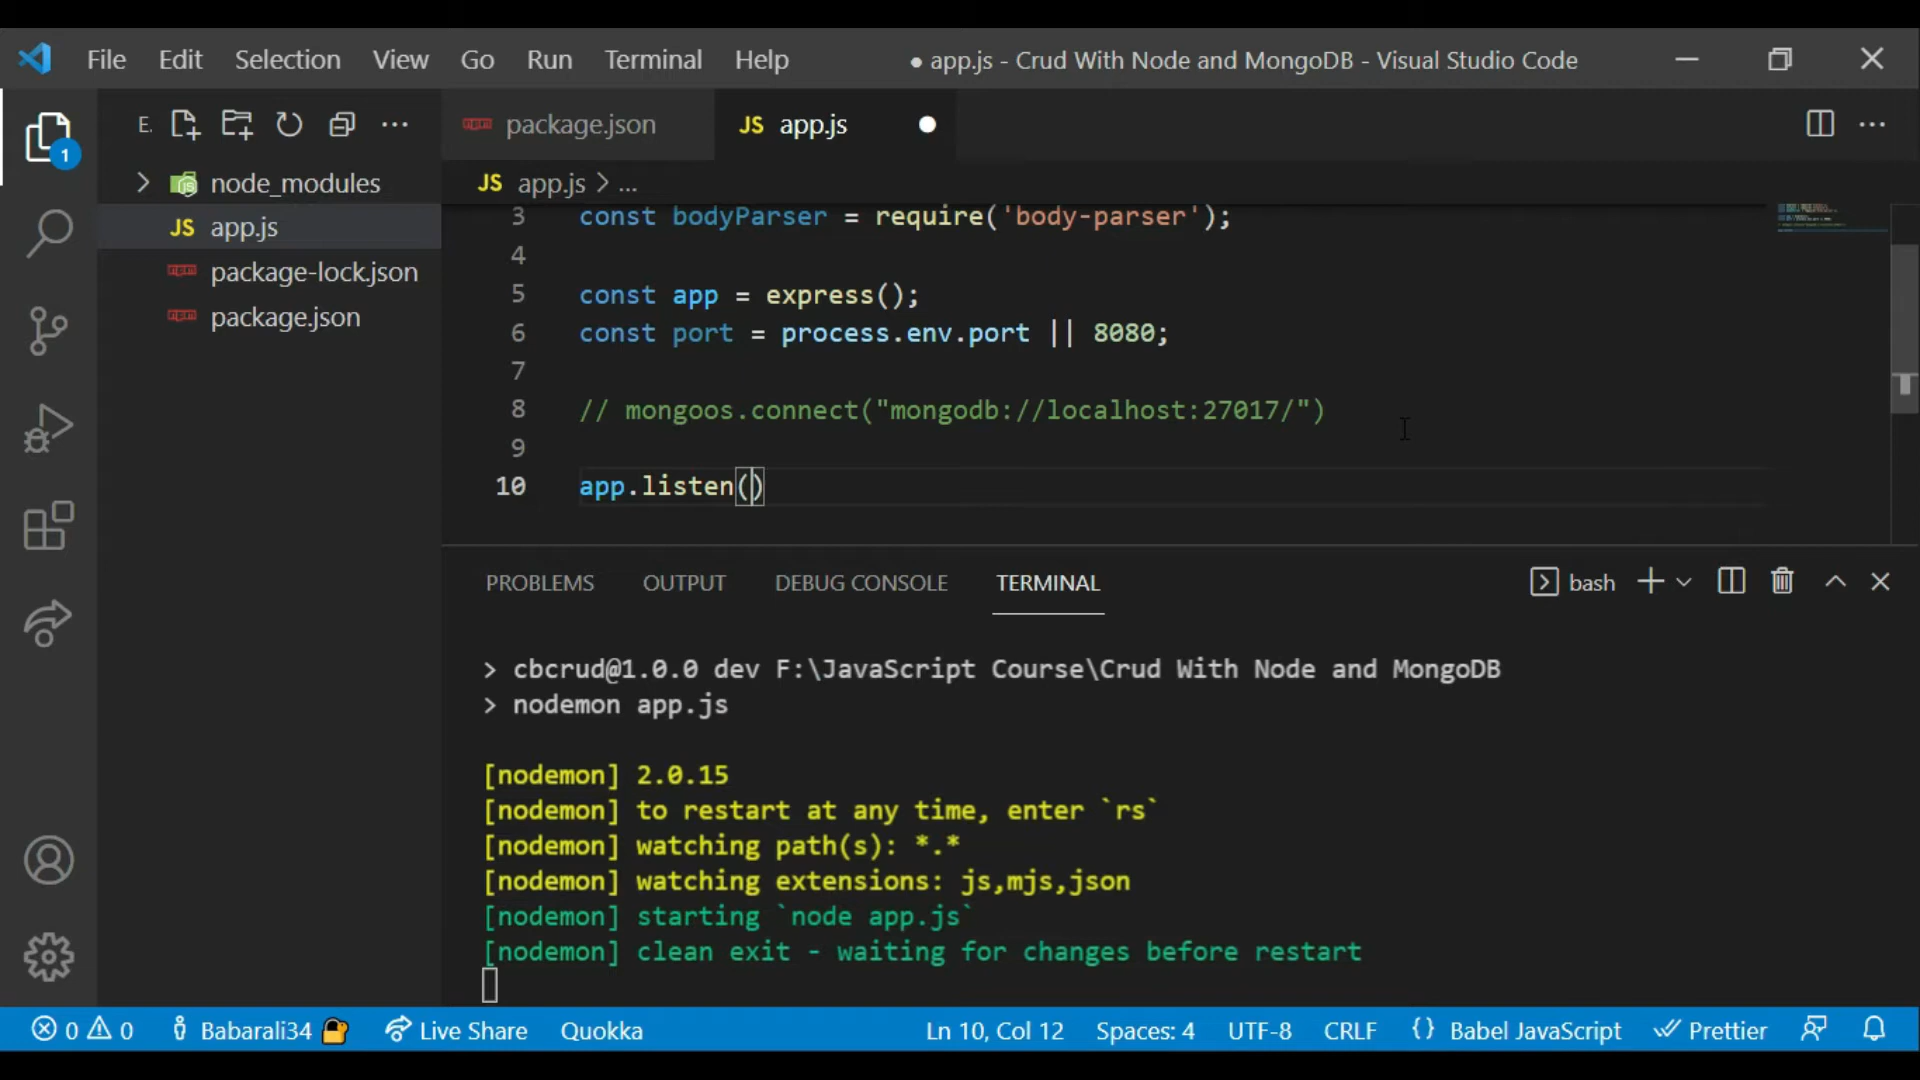 File Edit Selection View Go Run Terminal Help ● app.js - Crud With Node and MongoDB - Visual Studio Code
E. JS package.json JS app.js
node_modules JS app.js > ...
JS app.js
package-lock.json
package.json
3 const bodyParser = require('body-parser');
4
5 const app = express();
6 const port = process.env.port || 8080;
7
8 // mongoos.connect("mongodb://localhost:27017/")
9
10 app.listen()
PROBLEMS OUTPUT DEBUG CONSOLE TERMINAL bash
> cbcrud@1.0.0 dev F:\JavaScript Course\Crud With Node and MongoDB
> nodemon app.js
[nodemon] 2.0.15
[nodemon] to restart at any time, enter `rs`
[nodemon] watching path(s): *.*
[nodemon] watching extensions: js,mjs,json
[nodemon] starting `node app.js`
[nodemon] clean exit - waiting for changes before restart
1
0 0 Babarali34 Live Share Quokka Ln 10, Col 12 Spaces: 4 UTF-8 CRLF {} Babel JavaScript Prettier